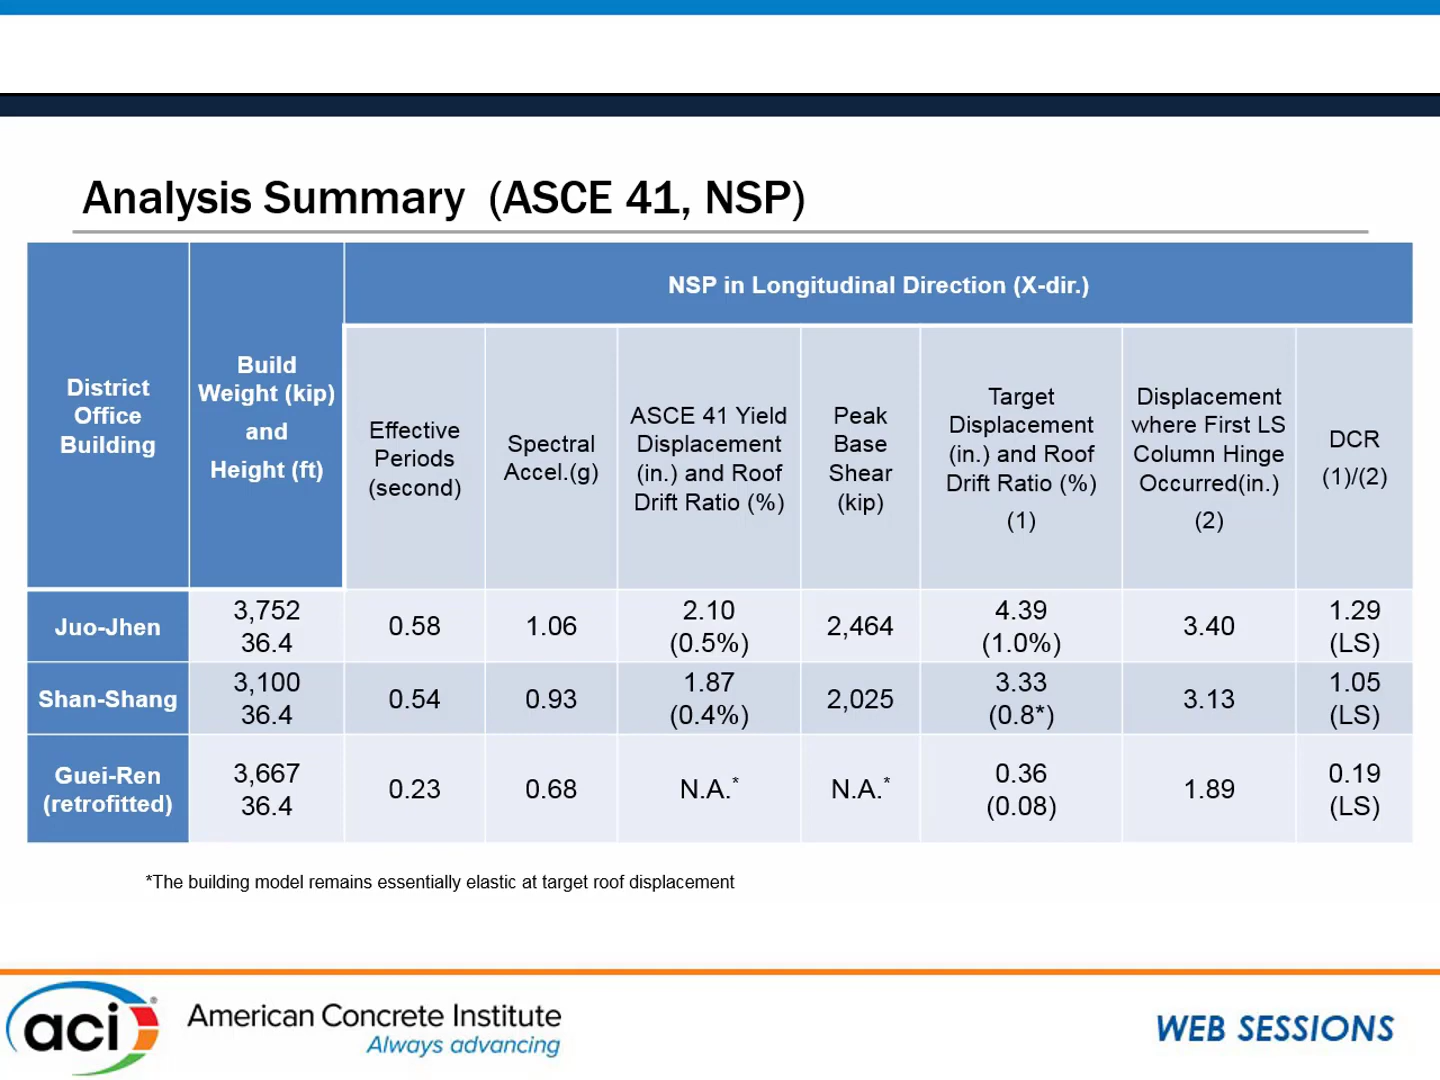 Analysis Summary (ASCE 41, NSP)
District
Office
Building
Build
Weight (kip)
and
Height (ft)
NSP in Longitudinal Direction (X-dir.)
Effective
Periods
(second)
Spectral
Accel.(g)
ASCE 41 Yield
Displacement
(in.) and Roof
Drift Ratio (%)
Peak
Base
Shear
(kip)
Target
Displacement
(in.) and Roof
Drift Ratio (%)
(1)
Displacement
where First LS
Column Hinge
Occurred(in.)
(2)
DCR
(1)/(2)
Juo-Jhen
3,752
36.4
0.58
1.06
2.10
(0.5%)
2,464
4.39
(1.0%)
3.40
1.29
(LS)
Shan-Shang
3,100
36.4
0.54
0.93
1.87
(0.4%)
2,025
3.33
(0.8*)
3.13
1.05
(LS)
Guei-Ren
(retrofitted)
3,667
36.4
0.23
0.68
N.A.*
N.A.*
0.36
(0.08)
1.89
0.19
(LS)
*The building model remains essentially elastic at target roof displacement
aci®
American Concrete Institute
Always advancing
WEB SESSIONS